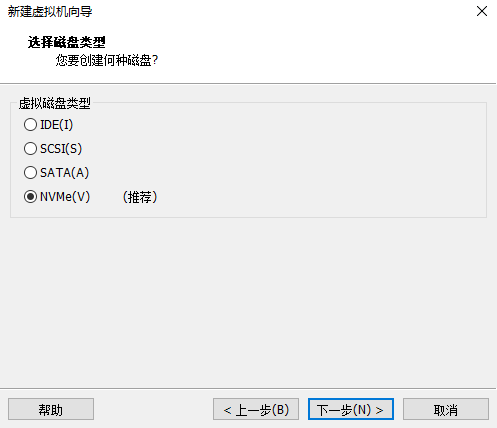 新建虚拟机向导
选择磁盘类型
您要创建何种磁盘?
虚拟磁盘类型
IDE(I)
SCSI(S)
SATA(A)
NVMe(V) (推荐)
帮助 < 上一步(B) 下一步(N) > 取消